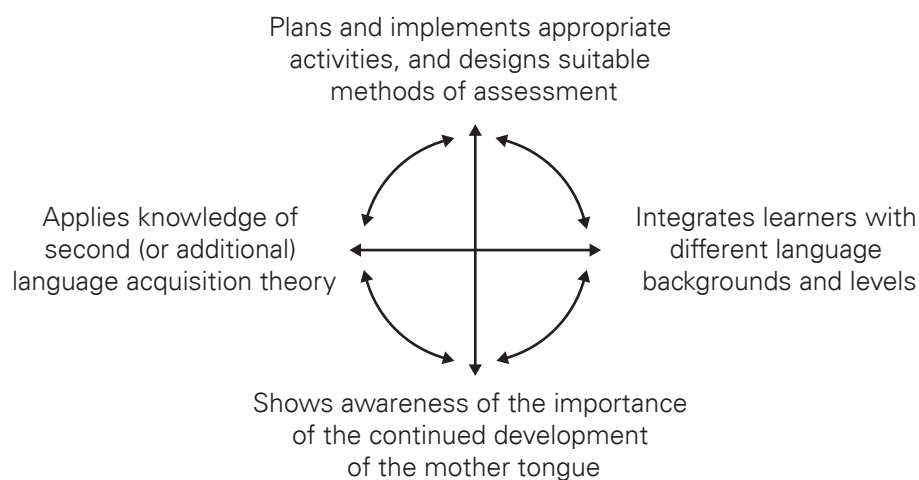 Plans and implements appropriate
activities, and designs suitable
methods of assessment
Applies knowledge of
second (or additional)
language acquisition theory
Integrates learners with
different language
backgrounds and levels
Shows awareness of the importance
of the continued development
of the mother tongue